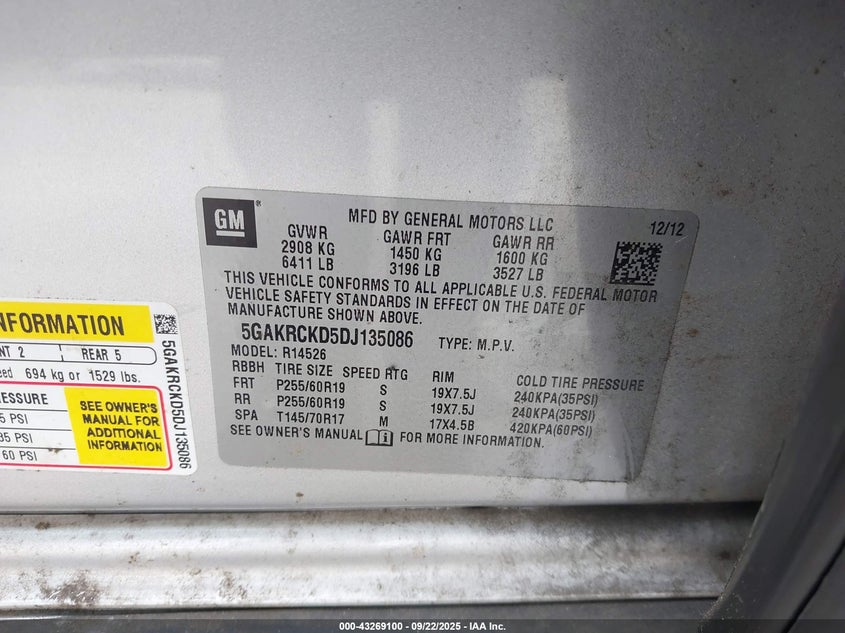 GM
®
MFD BY GENERAL MOTORS LLC
12/12
GVWR GAWR FRT GAWR RR
2908 KG 1450 KG 1600 KG
6411 LB 3196 LB 3527 LB
THIS VEHICLE CONFORMS TO ALL APPLICABLE U.S. FEDERAL MOTOR
VEHICLE SAFETY STANDARDS IN EFFECT ON THE DATE OF
MANUFACTURE SHOWN ABOVE.
5GAKRCKD5DJ135086 TYPE: M.P.V.
MODEL: R14526
RBBH TIRE SIZE SPEED RTG RIM COLD TIRE PRESSURE
FRT P255/60R19 S 19X7.5J 240KPA(35PSI)
RR P255/60R19 S 19X7.5J 240KPA(35PSI)
SPA T145/70R17 M 17X4.5B 420KPA(60PSI)
SEE OWNER'S MANUAL FOR MORE INFORMATION.
NFORMATION
NT 2 REAR 5
eed 694 kg or 1529 lbs.
RESSURE
5 PSI
35 PSI
60 PSI
SEE OWNER'S
MANUAL FOR
ADDITIONAL
INFORMATION
5GAKRCKD5DJ135086
000-43269100 - 09/22/2025 - IAA Inc.